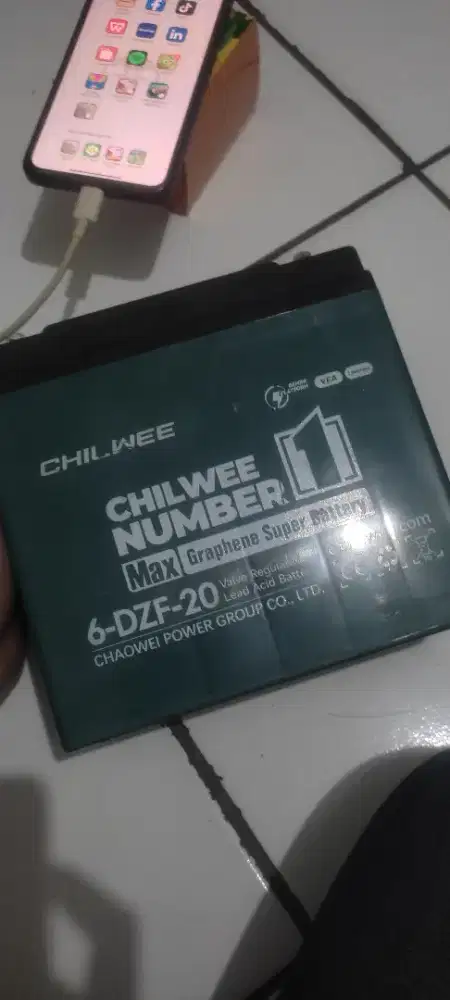 CHILWEE
CHILWEE
NUMBER 1
Max Graphene Super Battery
6-DZF-20
Valve Regulated
Lead Acid Batt
CHAOWEI POWER GROUP CO., LTD.